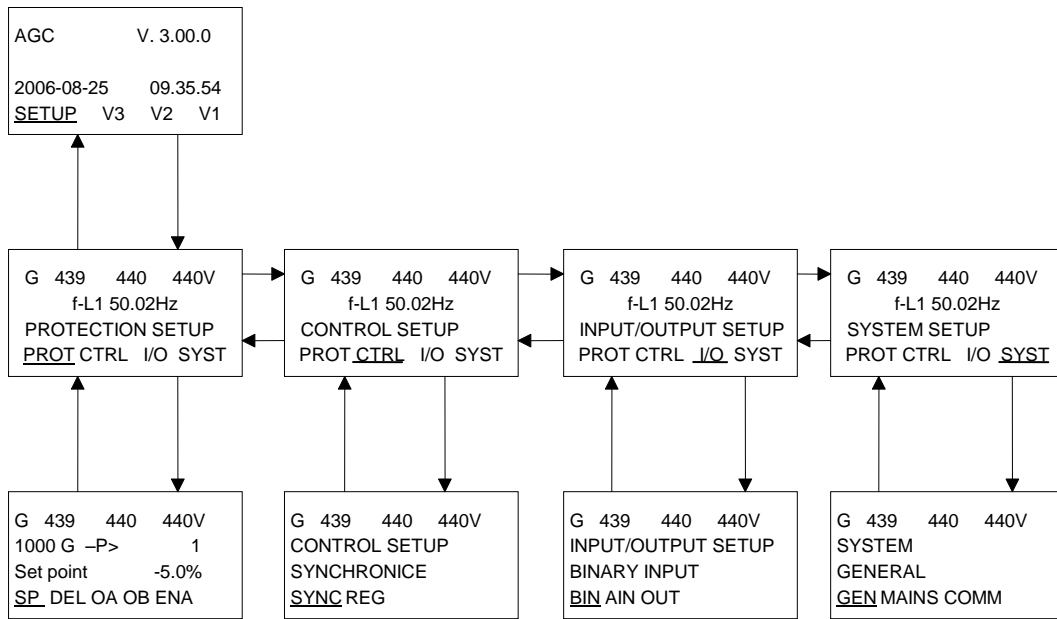 AGC V. 3.00.0
2006-08-25 09.35.54
SETUP V3 V2 V1
G 439 440 440V
f-L1 50.02Hz
PROTECTION SETUP
PROT CTRL I/O SYST
G 439 440 440V
f-L1 50.02Hz
CONTROL SETUP
PROT CTRL I/O SYST
G 439 440 440V
f-L1 50.02Hz
INPUT/OUTPUT SETUP
PROT CTRL I/O SYST
G 439 440 440V
f-L1 50.02Hz
SYSTEM SETUP
PROT CTRL I/O SYST
G 439 440 440V
1000 G –P> 1
Set point -5.0%
SP DEL OA OB ENA
G 439 440 440V
CONTROL SETUP
SYNCHRONICE
SYNC REG
G 439 440 440V
INPUT/OUTPUT SETUP
BINARY INPUT
BIN AIN OUT
G 439 440 440V
SYSTEM
GENERAL
GEN MAINS COMM